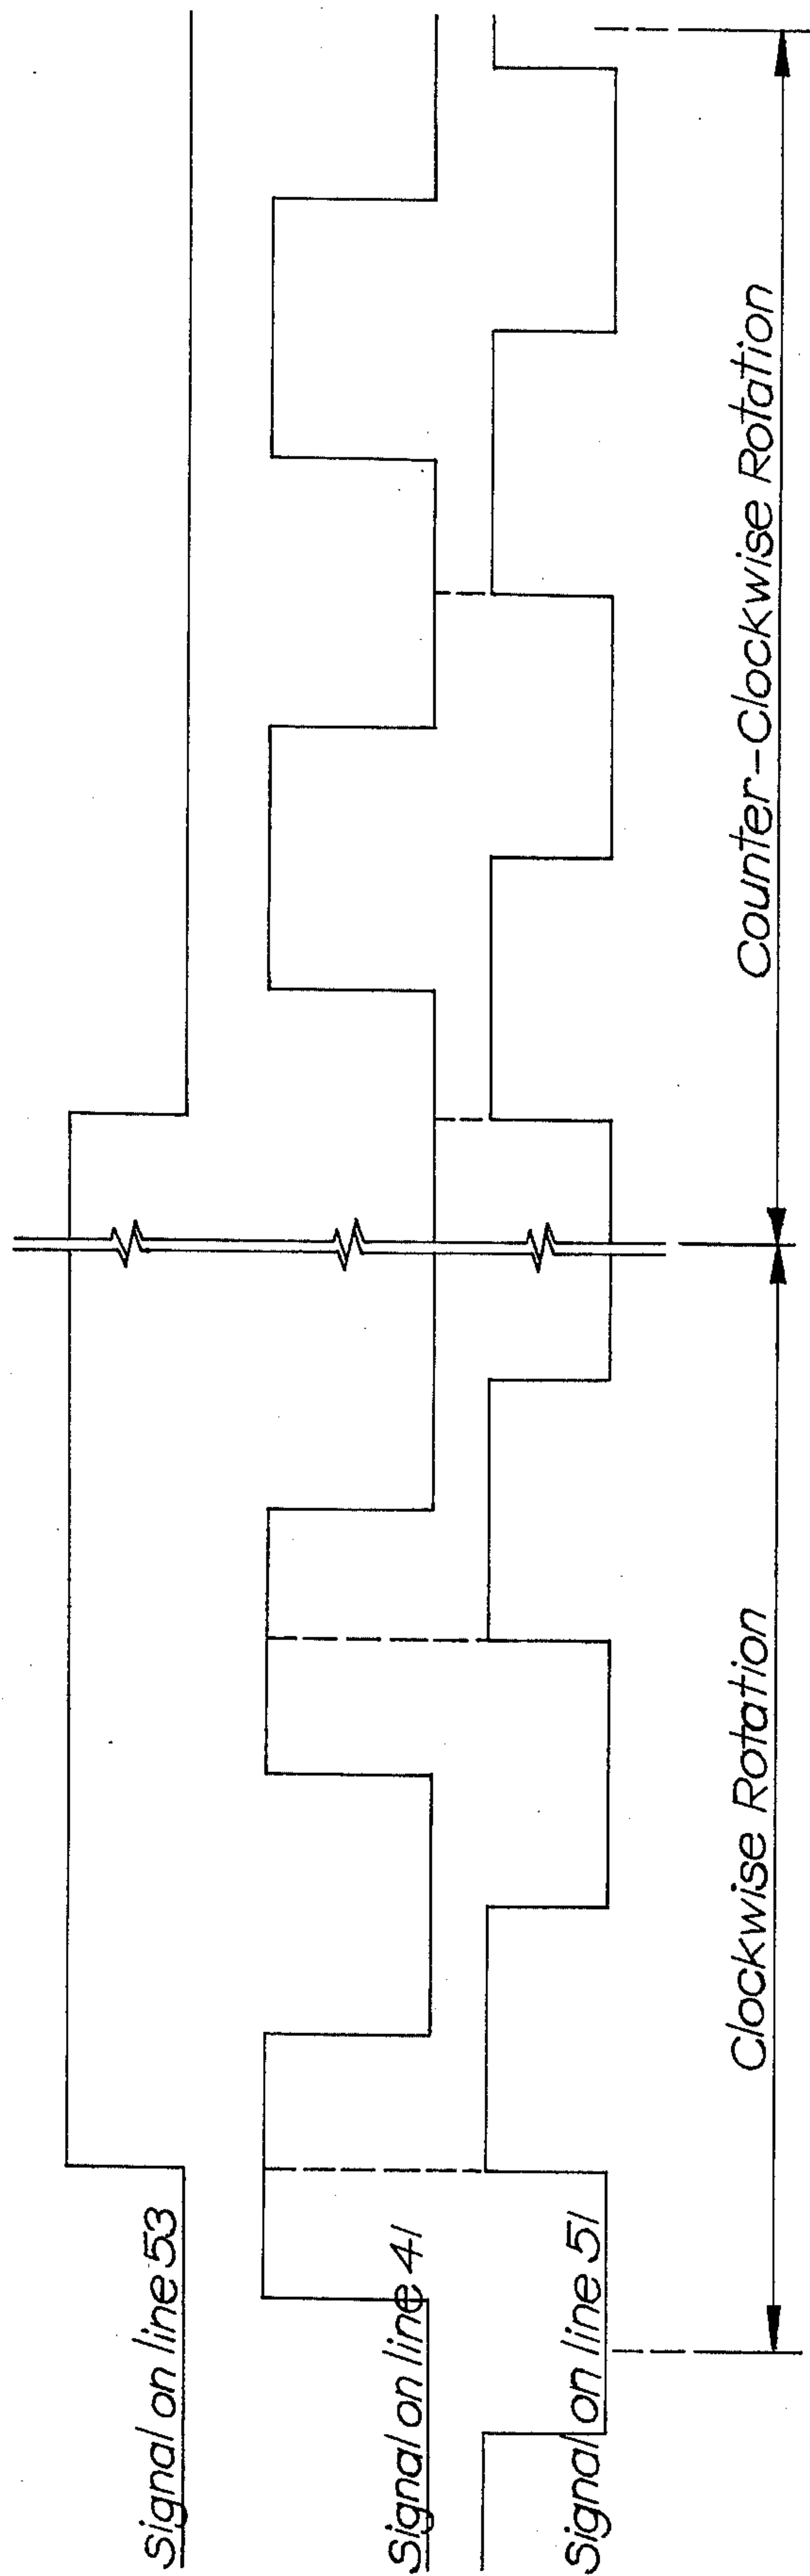 Signal on line 53
Signal on line 41
Signal on line 51
Clockwise Rotation
Counter-Clockwise Rotation